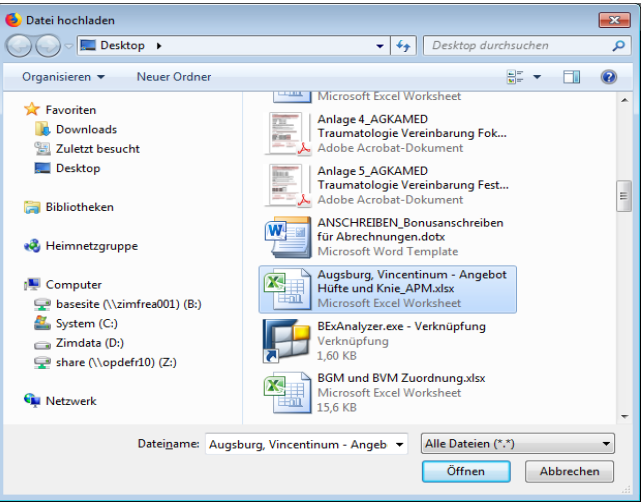 Datei hochladen
Desktop
Desktop durchsuchen
Organisieren
Neuer Ordner
Favoriten
Downloads
Zuletzt besucht
Desktop
Bibliotheken
Heimnetzgruppe
Computer
basesite (\\zimfrea001) (B:)
System (C:)
Zimdata (D:)
share (\\opdefr10) (Z:)
Netzwerk
Microsoft Excel Worksheet
Anlage 4_AGKAMED
Traumatologie Vereinbarung Fok...
Adobe Acrobat-Dokument
Anlage 5_AGKAMED
Traumatologie Vereinbarung Fest...
Adobe Acrobat-Dokument
ANSCHREIBEN_Bonusanschreiben
für Abrechnungen.dotx
Microsoft Word Template
Augsburg, Vincentinum - Angebot
Hüfte und Knie_APM.xlsx
Microsoft Excel Worksheet
BExAnalyzer.exe - Verknüpfung
Verknüpfung
1,60 KB
BGM und BVM Zuordnung.xlsx
Microsoft Excel Worksheet
15,6 KB
Dateiname: Augsburg, Vincentinum - Angeb
Alle Dateien (*.*)
Öffnen
Abbrechen